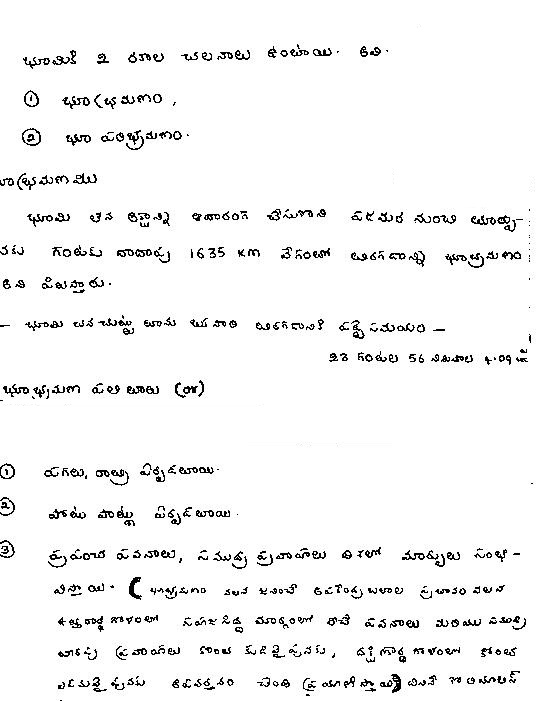 భూమికి 2 రకాల చలనాలు ఉంటాయి. అవి.
① భూభ్రమణం,
② భూ పరిభ్రమణం.
భూభ్రమణము
భూమి తన అక్షాన్ని ఆధారంగా చేసుకొని పడమర నుంచి తూర్పు-
నకు గంటకు దాదాపు 1635 KM వేగంతో తిరగడాన్ని భూభ్రమణం
అని పిలుస్తారు.
- భూమి తన చుట్టూ తాను ఒకసారి తిరగడానికి పట్టే సమయం -
23 గంటల 56 నిమిషాల 4.09 సె
భూభ్రమణ ఫలితాలు (or)
① పగలు, రాత్రు ఏర్పడతాయి.
② పోటు పాట్లు ఏర్పడతాయి.
③ ప్రపంచ పవనాలు, సముద్ర ప్రవాహాల దిశలో మార్పులు సంభ-
విస్తాయి. (భూభ్రమణం వలన జనించే అపకేంద్ర బలాల ప్రభావం వలన
ఉత్తరార్ధ గోళంలో సహజసిద్ధ మార్గంలో వీచే పవనాలు మరియు సముద్ర
ప్రవాహాలు కొంత కుడివైపునకు, దక్షిణార్ధ గోళంలో కొంత
ఎడమవైపునకు అపవర్తనం చెంది ప్రయాణిస్తాయి)